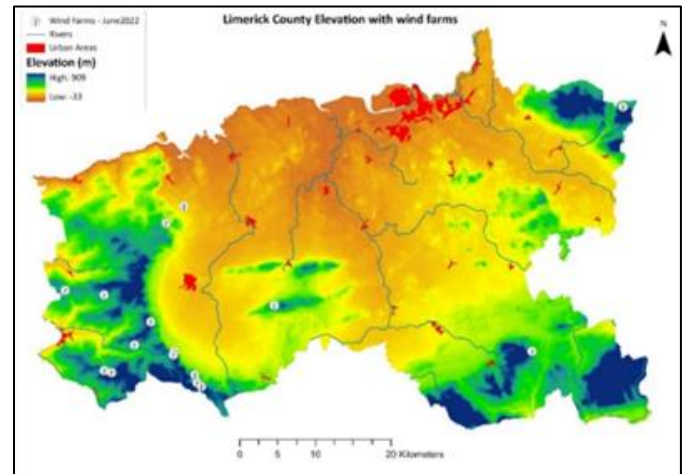 Limerick County Elevation with wind farms
Wind Farms - June2022
Rivers
Urban Areas
Elevation (m)
High: 909
Low: -33
N
0 5 10 20 Kilometers